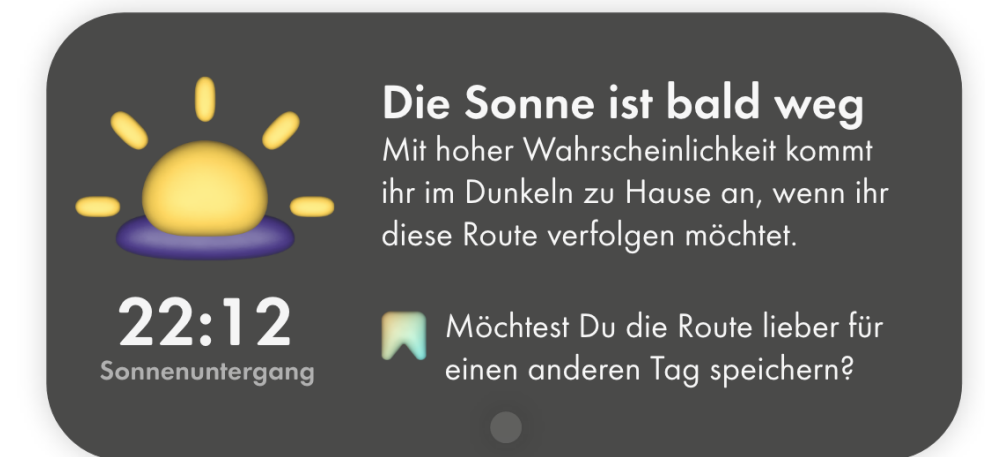 Die Sonne ist bald weg
Mit hoher Wahrscheinlichkeit kommt
ihr im Dunkeln zu Hause an, wenn ihr
diese Route verfolgen möchtet.
22:12
Sonnenuntergang
Möchtest Du die Route lieber für
einen anderen Tag speichern?